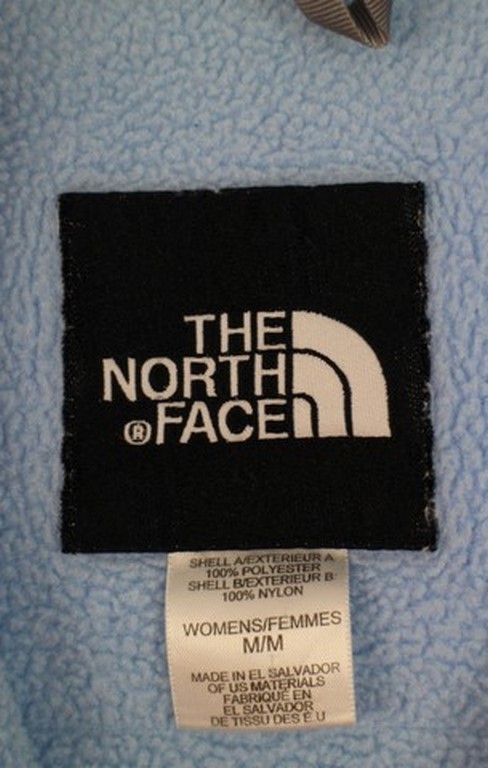 THE
NORTH
®FACE
SHELL A/EXTERIEUR A
100% POLYESTER
SHELL B/EXTERIEUR B:
100% NYLON
WOMENS/FEMMES
M/M
MADE IN EL SALVADOR
OF US MATERIALS
FABRIQUE EN
EL SALVADOR
DE TISSU DES E U